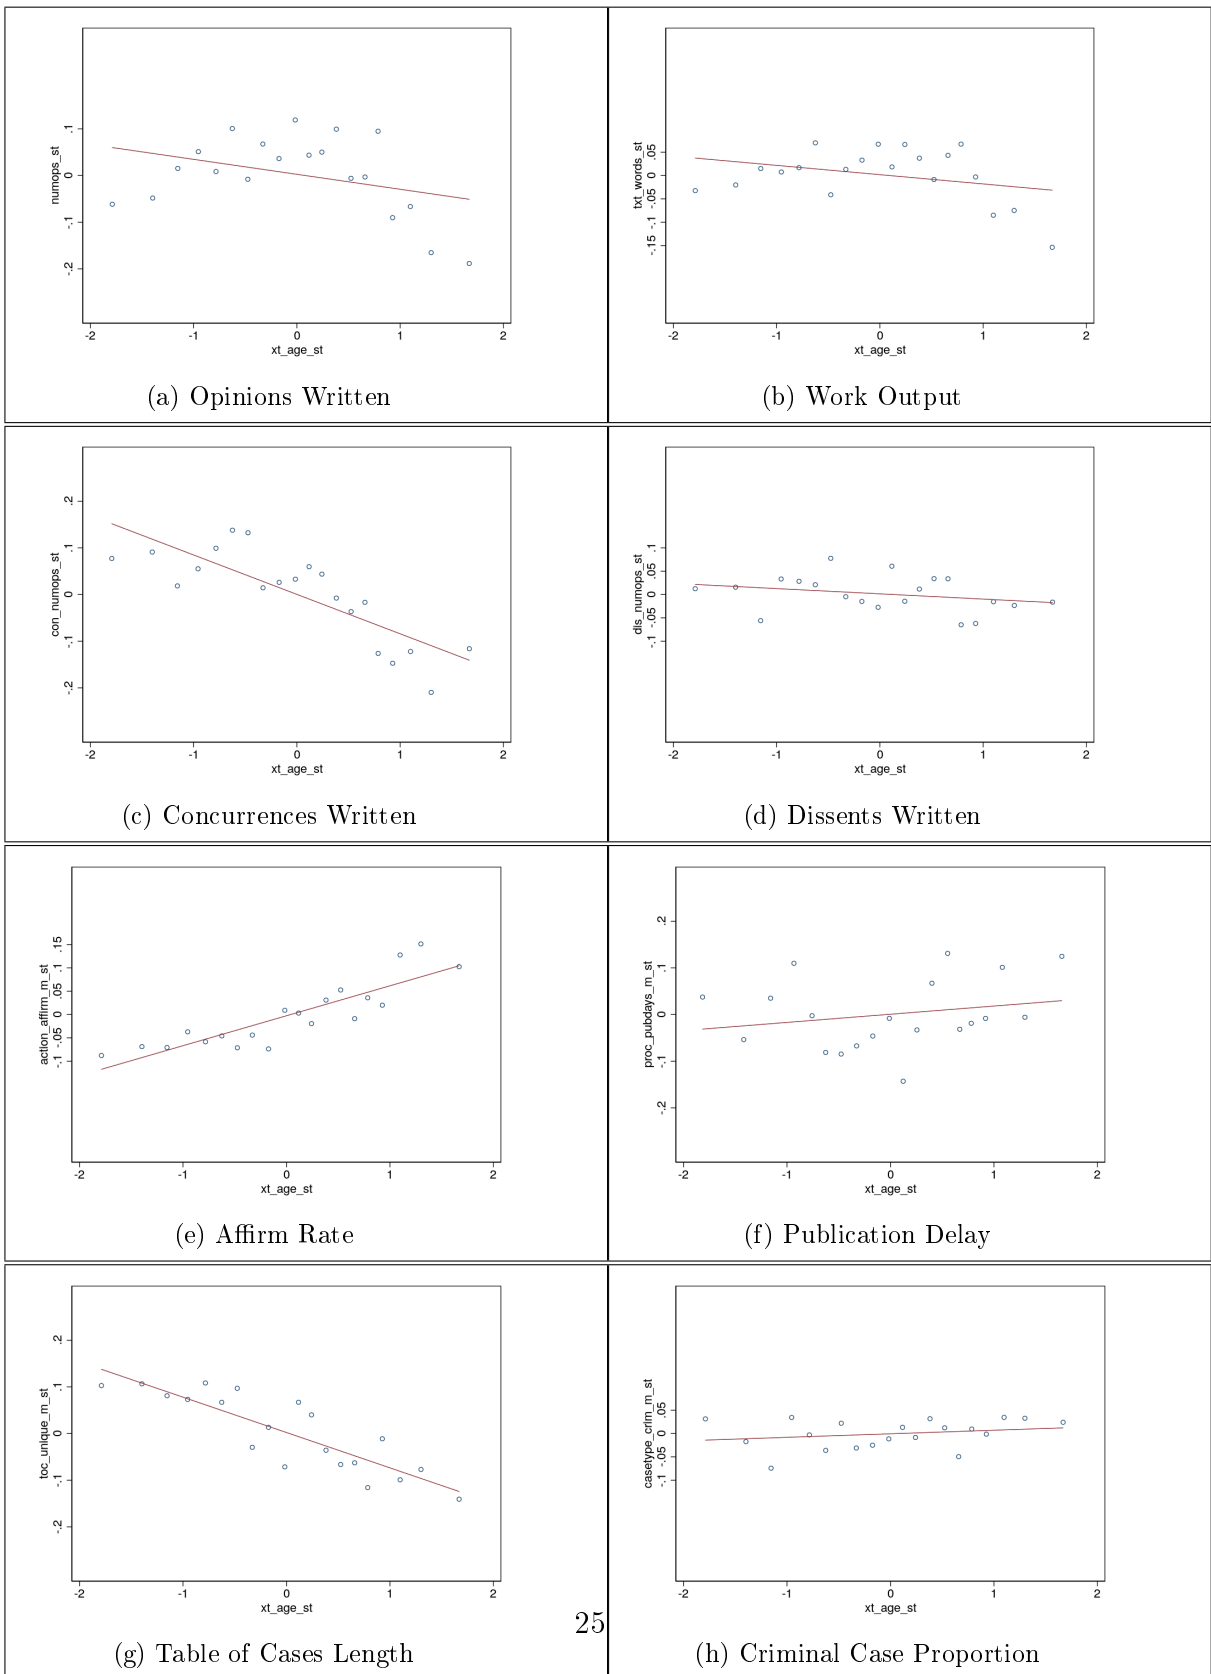 .1
0
-.1
-.2
numops_st
-2 -1 0 1 2
xt_age_st
(a) Opinions Written
.05
0
-.05
-.1
-.15
txt_words_st
-2 -1 0 1 2
xt_age_st
(b) Work Output
.2
.1
0
-.1
-.2
con_numops_st
-2 -1 0 1 2
xt_age_st
(c) Concurrences Written
.1
.05
0
-.05
-.1
dis_numops_st
-2 -1 0 1 2
xt_age_st
(d) Dissents Written
.15
.1
.05
0
-.05
-.1
action_affirm_m_st
-2 -1 0 1 2
xt_age_st
(e) Affirm Rate
.2
.1
0
-.1
-.2
proc_pubdays_m_st
-2 -1 0 1 2
xt_age_st
(f) Publication Delay
.2
.1
0
-.1
-.2
toc_unique_m_st
-2 -1 0 1 2
xt_age_st
(g) Table of Cases Length
.05
0
-.05
-.1
casetype_crim_m_st
-2 -1 0 1 2
xt_age_st
(h) Criminal Case Proportion
25